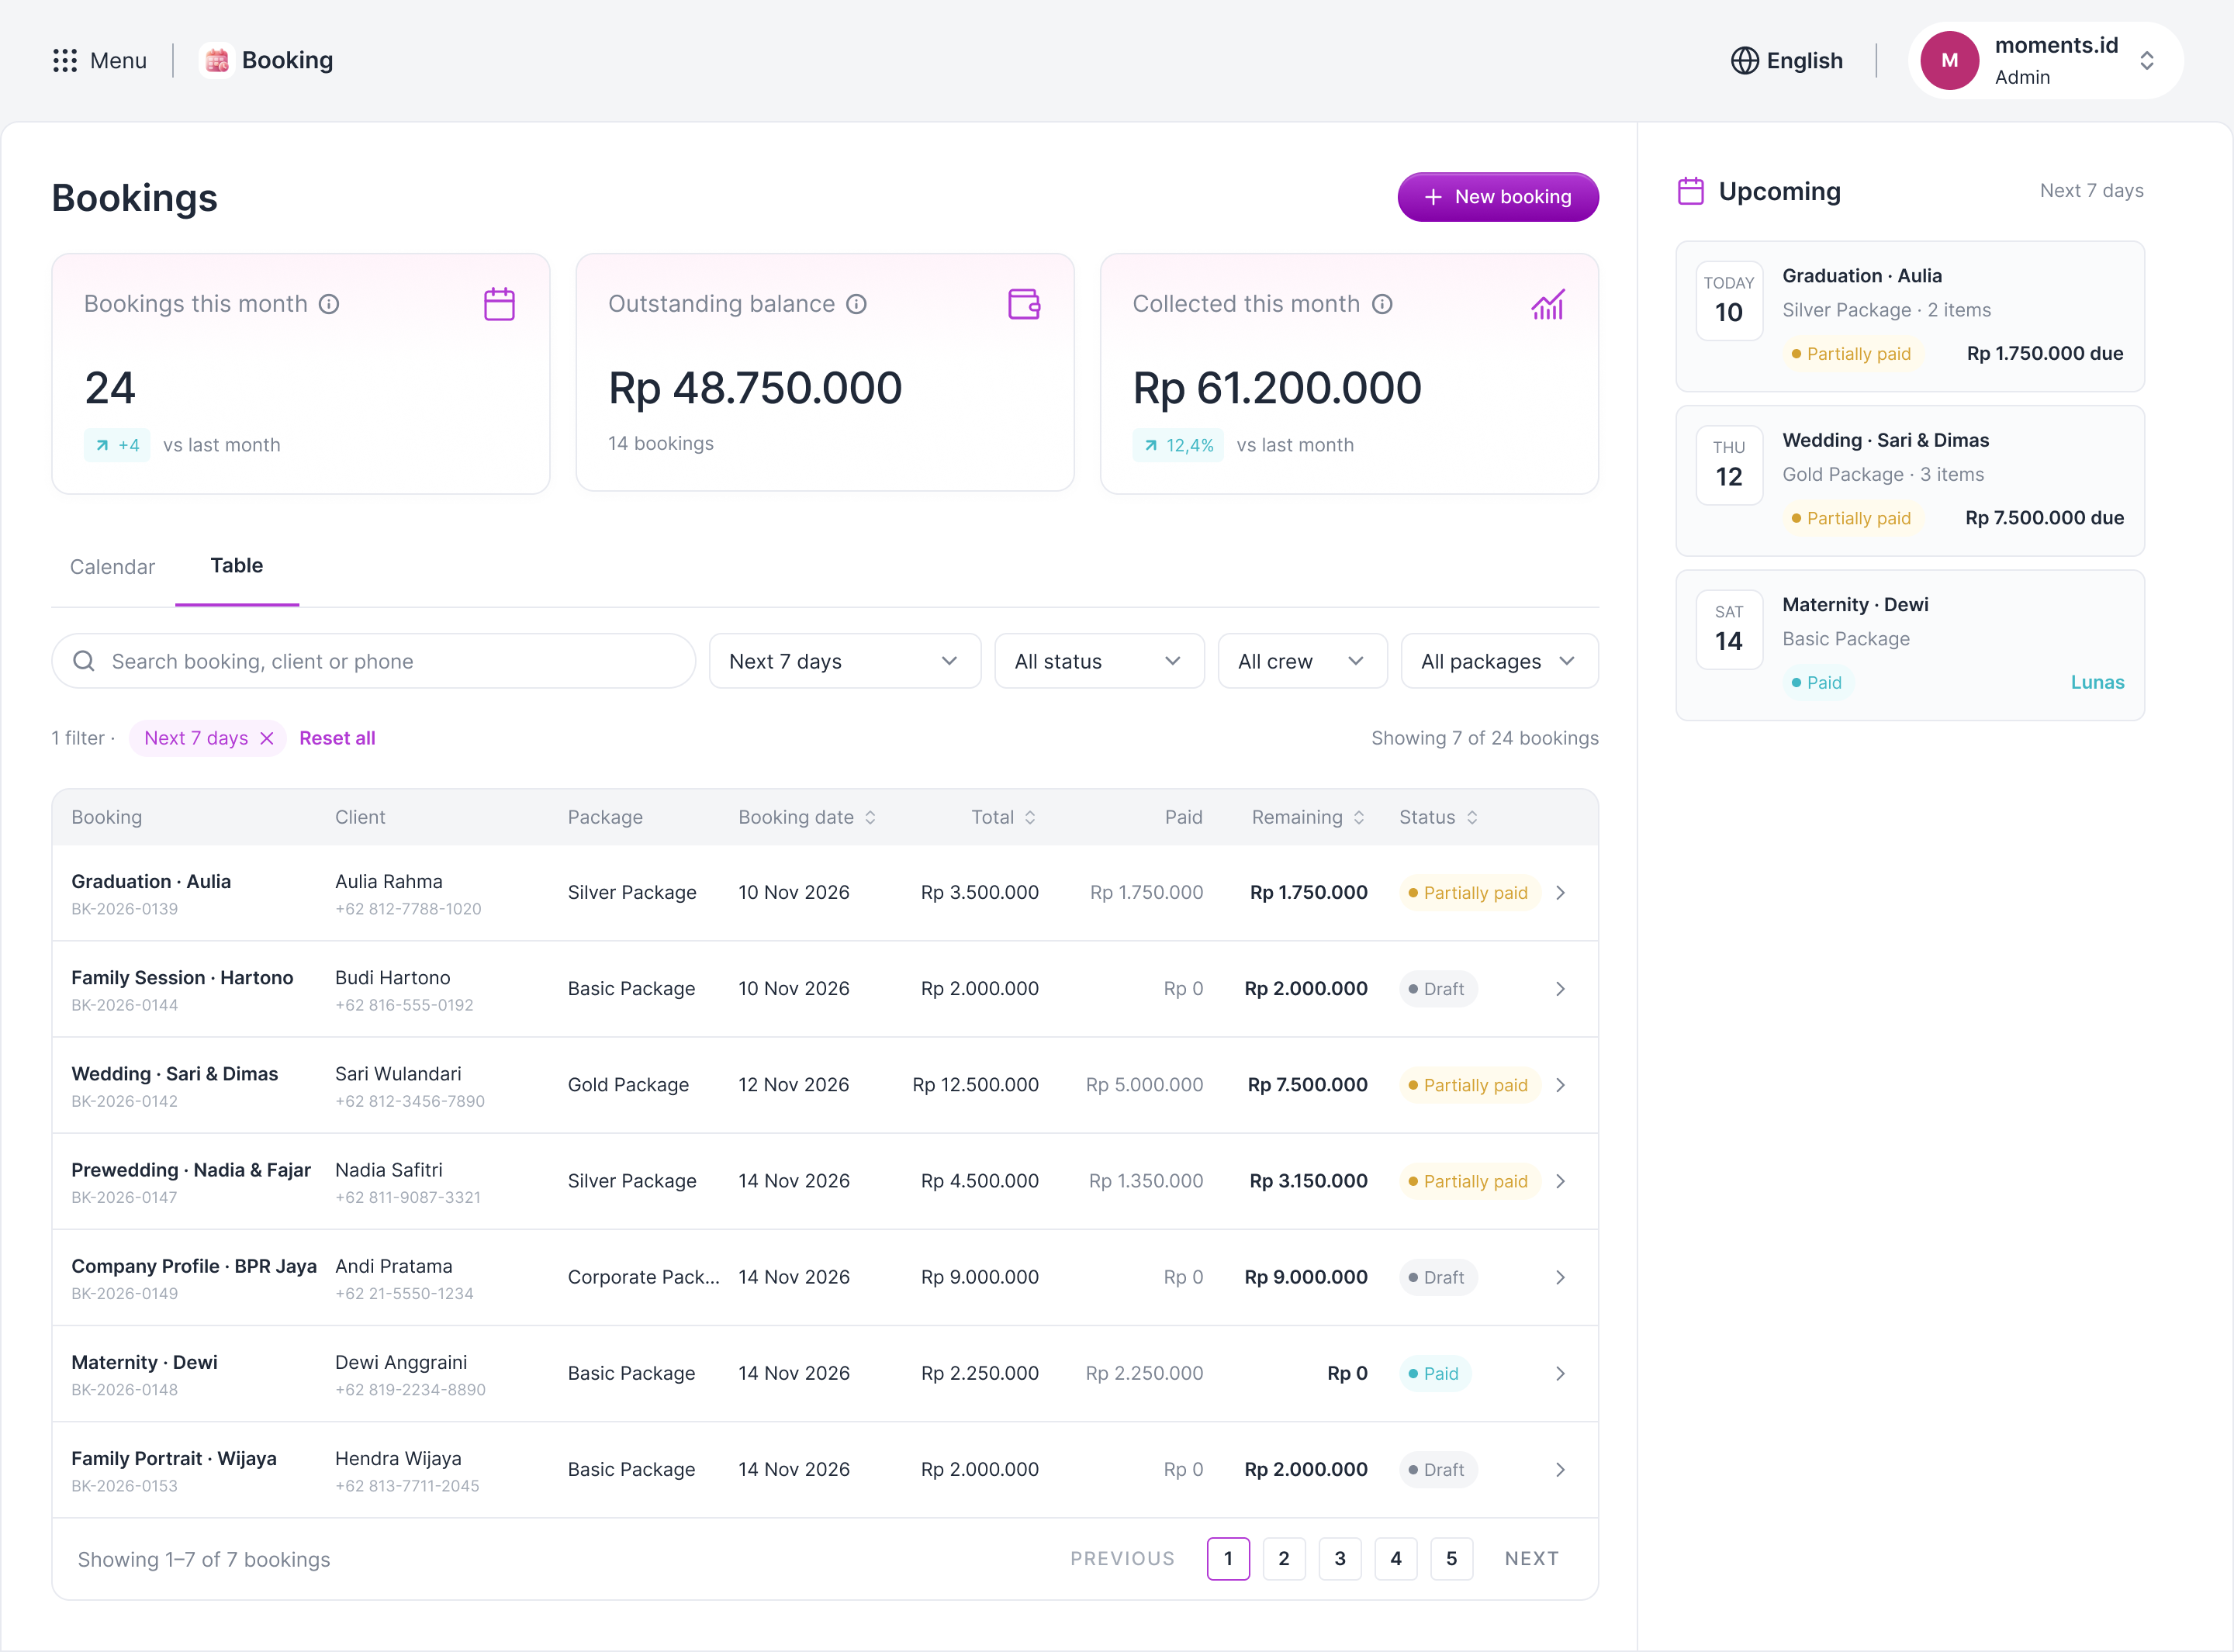 Menu
Booking
English
M
moments.id
Admin
Bookings
New booking
Bookings this month
24
+4 vs last month
Outstanding balance
Rp 48.750.000
14 bookings
Collected this month
Rp 61.200.000
12,4% vs last month
Calendar
Table
Search booking, client or phone
Next 7 days
All status
All crew
All packages
1 filter ·
Next 7 days
Reset all
Showing 7 of 24 bookings
Booking Client Package Booking date Total Paid Remaining Status
Graduation · Aulia
BK-2026-0139
Aulia Rahma
+62 812-7788-1020
Silver Package
10 Nov 2026
Rp 3.500.000
Rp 1.750.000
Rp 1.750.000
Partially paid
Family Session · Hartono
BK-2026-0144
Budi Hartono
+62 816-555-0192
Basic Package
10 Nov 2026
Rp 2.000.000
Rp 0
Rp 2.000.000
Draft
Wedding · Sari & Dimas
BK-2026-0142
Sari Wulandari
+62 812-3456-7890
Gold Package
12 Nov 2026
Rp 12.500.000
Rp 5.000.000
Rp 7.500.000
Partially paid
Prewedding · Nadia & Fajar
BK-2026-0147
Nadia Safitri
+62 811-9087-3321
Silver Package
14 Nov 2026
Rp 4.500.000
Rp 1.350.000
Rp 3.150.000
Partially paid
Company Profile · BPR Jaya
BK-2026-0149
Andi Pratama
+62 21-5550-1234
Corporate Pack...
14 Nov 2026
Rp 9.000.000
Rp 0
Rp 9.000.000
Draft
Maternity · Dewi
BK-2026-0148
Dewi Anggraini
+62 819-2234-8890
Basic Package
14 Nov 2026
Rp 2.250.000
Rp 2.250.000
Rp 0
Paid
Family Portrait · Wijaya
BK-2026-0153
Hendra Wijaya
+62 813-7711-2045
Basic Package
14 Nov 2026
Rp 2.000.000
Rp 0
Rp 2.000.000
Draft
Showing 1–7 of 7 bookings
PREVIOUS 1 2 3 4 5 NEXT
Upcoming
Next 7 days
TODAY
10
Graduation · Aulia
Silver Package · 2 items
Partially paid
Rp 1.750.000 due
THU
12
Wedding · Sari & Dimas
Gold Package · 3 items
Partially paid
Rp 7.500.000 due
SAT
14
Maternity · Dewi
Basic Package
Paid
Lunas